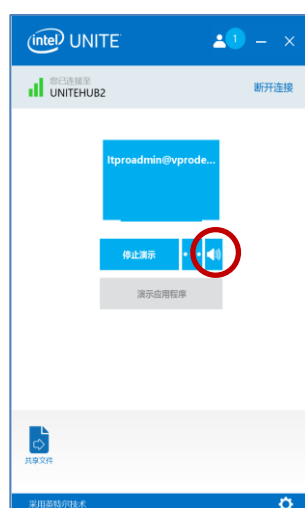 intel UNITE
1
您已连接至
UNITEHUB2
断开连接
Itproadmin@vprode...
停止演示
演示应用程序
共享文件
采用英特尔技术